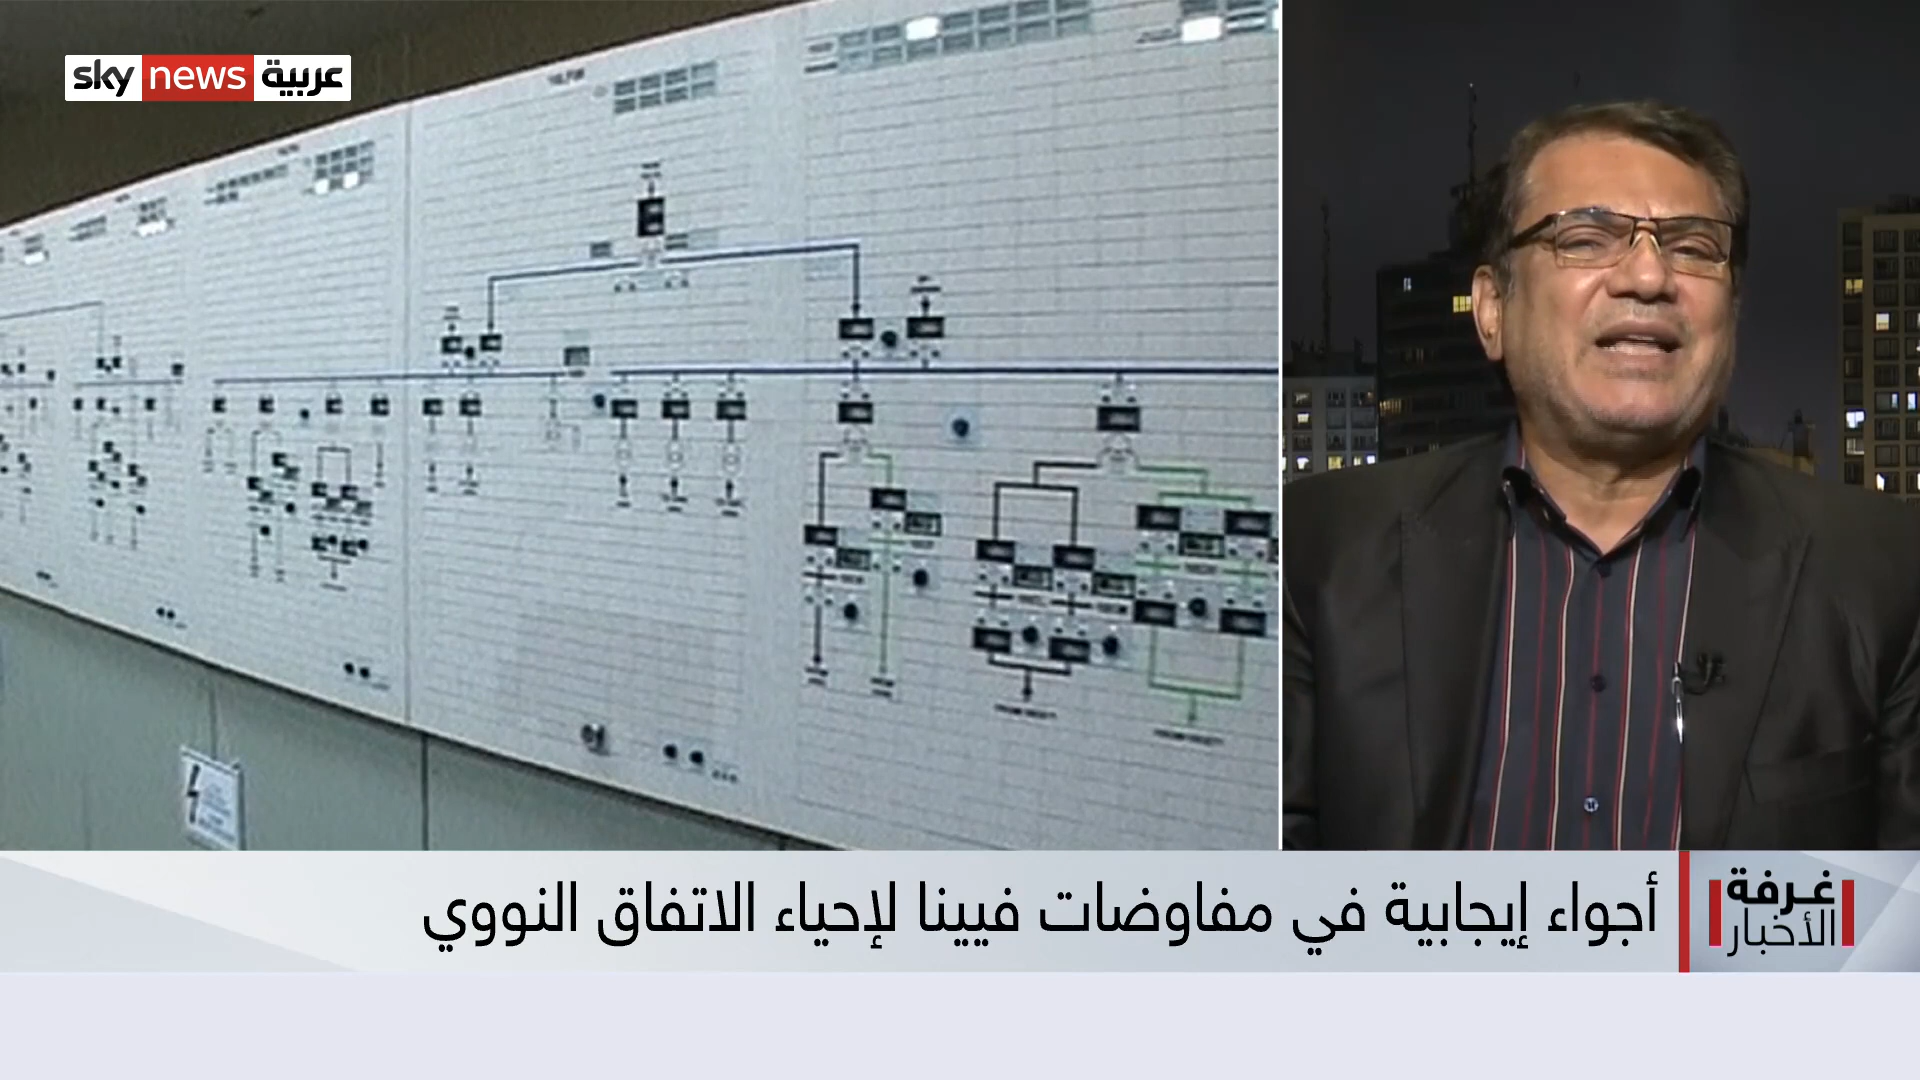 sky news عربية
أجواء إيجابية في مفاوضات فيينا لإحياء الاتفاق النووي
غرفة
الأخبار